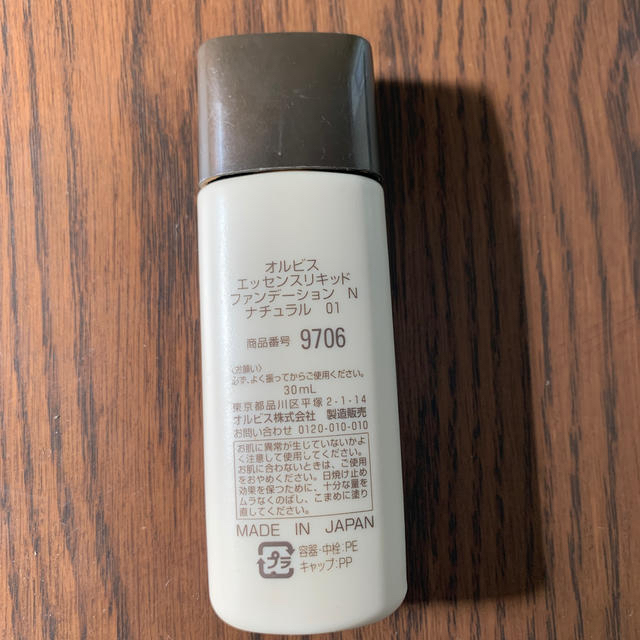 オルビス
エッセンスリキッド
ファンデーション N
ナチュラル 01
商品番号 9706
〈お願い〉
必ず、よく振ってからご使用ください。
30mL
東京都品川区平塚2-1-14
オルビス株式会社 製造販売
お問い合わせ 0120-010-010
お肌に異常が生じていないかよ
く注意して使用してください。
お肌に合わないときは、ご使用
をおやめください。日焼け止め
効果を保つために、十分な量を
ムラなくのばし、こまめに塗り
直してください。
MADE IN JAPAN
プラ
容器・中栓:PE
キャップ:PP